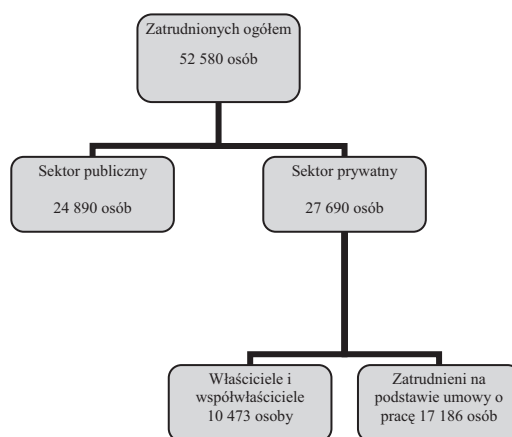 Zatrudnionych ogółem
52 580 osób
Sektor publiczny
24 890 osób
Sektor prywatny
27 690 osób
Właściciele i
współwłaściciele
10 473 osoby
Zatrudnieni na
podstawie umowy o
pracę 17 186 osób